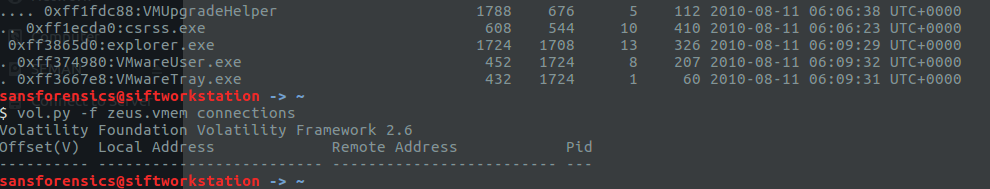 .... 0xff1fdc88:VMUpgradeHelper 1788 676 5 112 2010-08-11 06:06:38 UTC+0000
.. 0xff1ecda0:csrss.exe 608 544 10 410 2010-08-11 06:06:23 UTC+0000
0xff3865d0:explorer.exe 1724 1708 13 326 2010-08-11 06:09:29 UTC+0000
. 0xff374980:VMwareUser.exe 452 1724 8 207 2010-08-11 06:09:32 UTC+0000
. 0xff3667e8:VMwareTray.exe 432 1724 1 60 2010-08-11 06:09:31 UTC+0000
sansforensics@siftworkstation -> ~
$ vol.py -f zeus.vmem connections
Volatility Foundation Volatility Framework 2.6
Offset(V) Local Address Remote Address Pid
---------- ------------------------- ------------------------- ---
sansforensics@siftworkstation -> ~